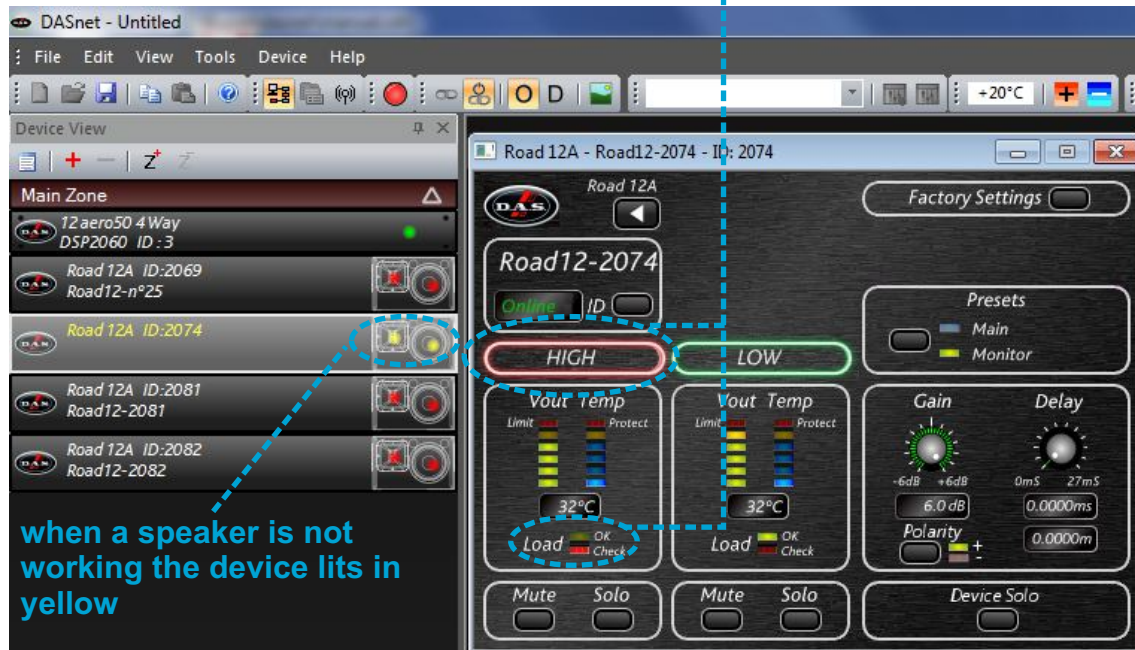 DASnet - Untitled
File Edit View Tools Device Help
O D +20°C
Device View
Z+ Z-
Main Zone
12aero50 4Way
DSP2060 ID :3
Road 12A ID:2069
Road12-n°25
Road 12A ID:2074
Road 12A ID:2081
Road12-2081
Road 12A ID:2082
Road12-2082
when a speaker is not
working the device lits in
yellow
Road 12A - Road12-2074 - ID: 2074
D.A.S.
Road 12A
Factory Settings
Road12-2074
Online ID
Presets
Main
Monitor
HIGH
LOW
Vout Temp
Limit Protect
32°C
Load OK
Check
Vout Temp
Limit Protect
32°C
Load OK
Check
Gain Delay
-6dB +6dB 0mS 27mS
6.0 dB 0.0000ms
Polarity + - 0.0000m
Mute Solo
Mute Solo
Device Solo